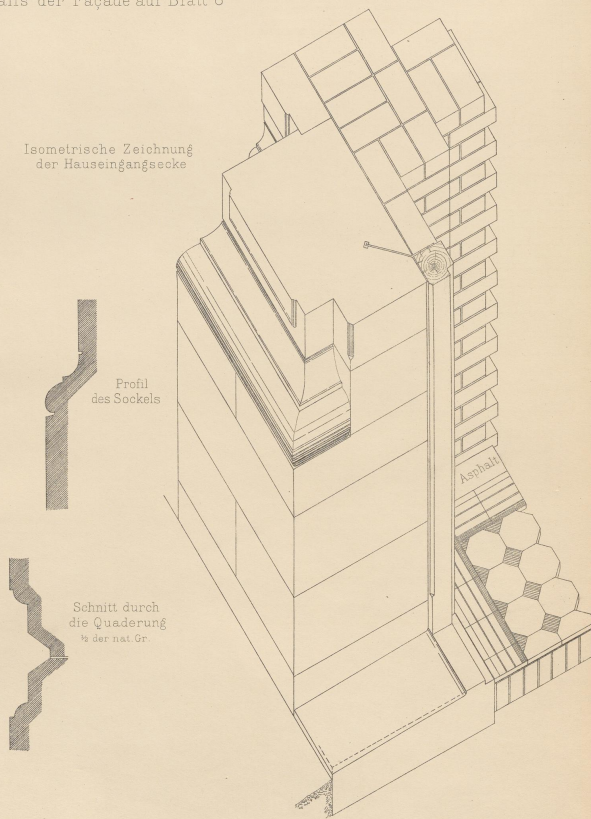 der Façade auf Blatt 6
Isometrische Zeichnung
der Hauseingangsecke
Profil
des Sockels
Asphalt
Schnitt durch
die Quaderung
½ der nat. Gr.